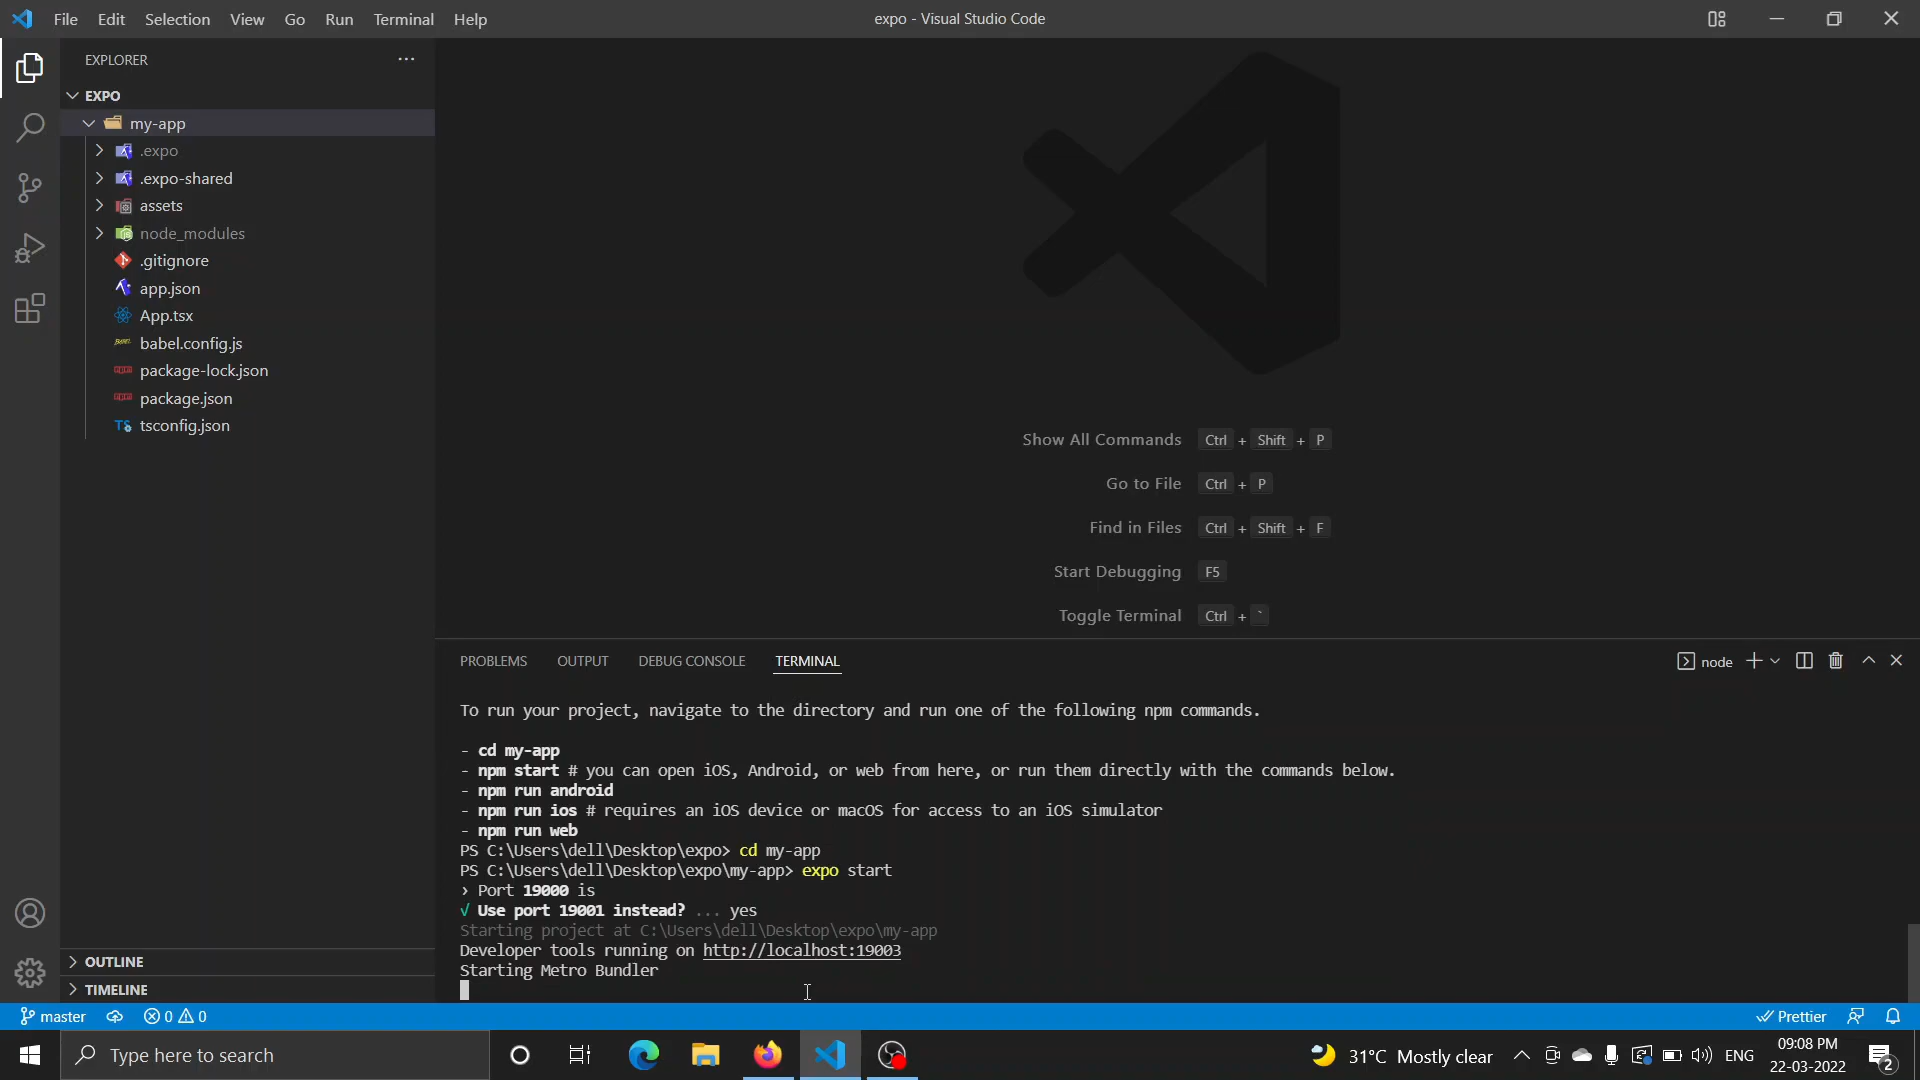 File Edit Selection View Go Run Terminal Help
expo - Visual Studio Code
EXPLORER
EXPO
my-app
.expo
.expo-shared
assets
node_modules
.gitignore
app.json
App.tsx
babel.config.js
package-lock.json
package.json
TS tsconfig.json
Show All Commands Ctrl + Shift + P
Go to File Ctrl + P
Find in Files Ctrl + Shift + F
Start Debugging F5
Toggle Terminal Ctrl + `
PROBLEMS OUTPUT DEBUG CONSOLE TERMINAL
node
To run your project, navigate to the directory and run one of the following npm commands.
- cd my-app
- npm start # you can open iOS, Android, or web from here, or run them directly with the commands below.
- npm run android
- npm run ios # requires an iOS device or macOS for access to an iOS simulator
- npm run web
PS C:\Users\dell\Desktop\expo> cd my-app
PS C:\Users\dell\Desktop\expo\my-app> expo start
› Port 19000 is
√ Use port 19001 instead? ... yes
Starting project at C:\Users\dell\Desktop\expo\my-app
Developer tools running on http://localhost:19003
Starting Metro Bundler
OUTLINE
TIMELINE
master 0 0
Prettier
Type here to search
31°C Mostly clear
ENG
09:08 PM
22-03-2022
2